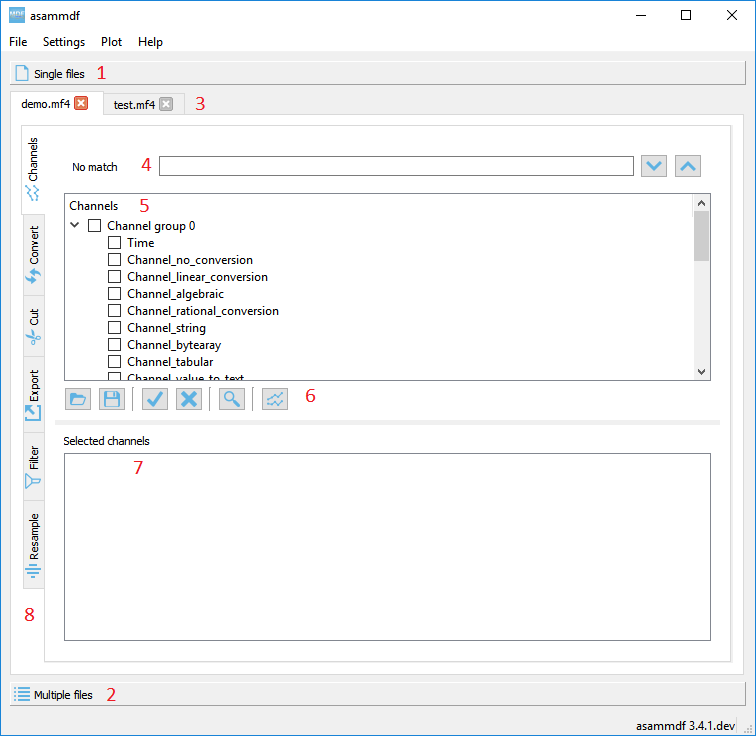 MDF asammdf
File Settings Plot Help
Single files 1
demo.mf4 test.mf4 3
Channels
Convert
Cut
Export
Filter
Resample
8
No match 4
Channels 5
Channel group 0
Time
Channel_no_conversion
Channel_linear_conversion
Channel_algebraic
Channel_rational_conversion
Channel_string
Channel_bytearay
Channel_tabular
Channel_value_to_text
6
Selected channels
7
Multiple files 2
asammdf 3.4.1.dev